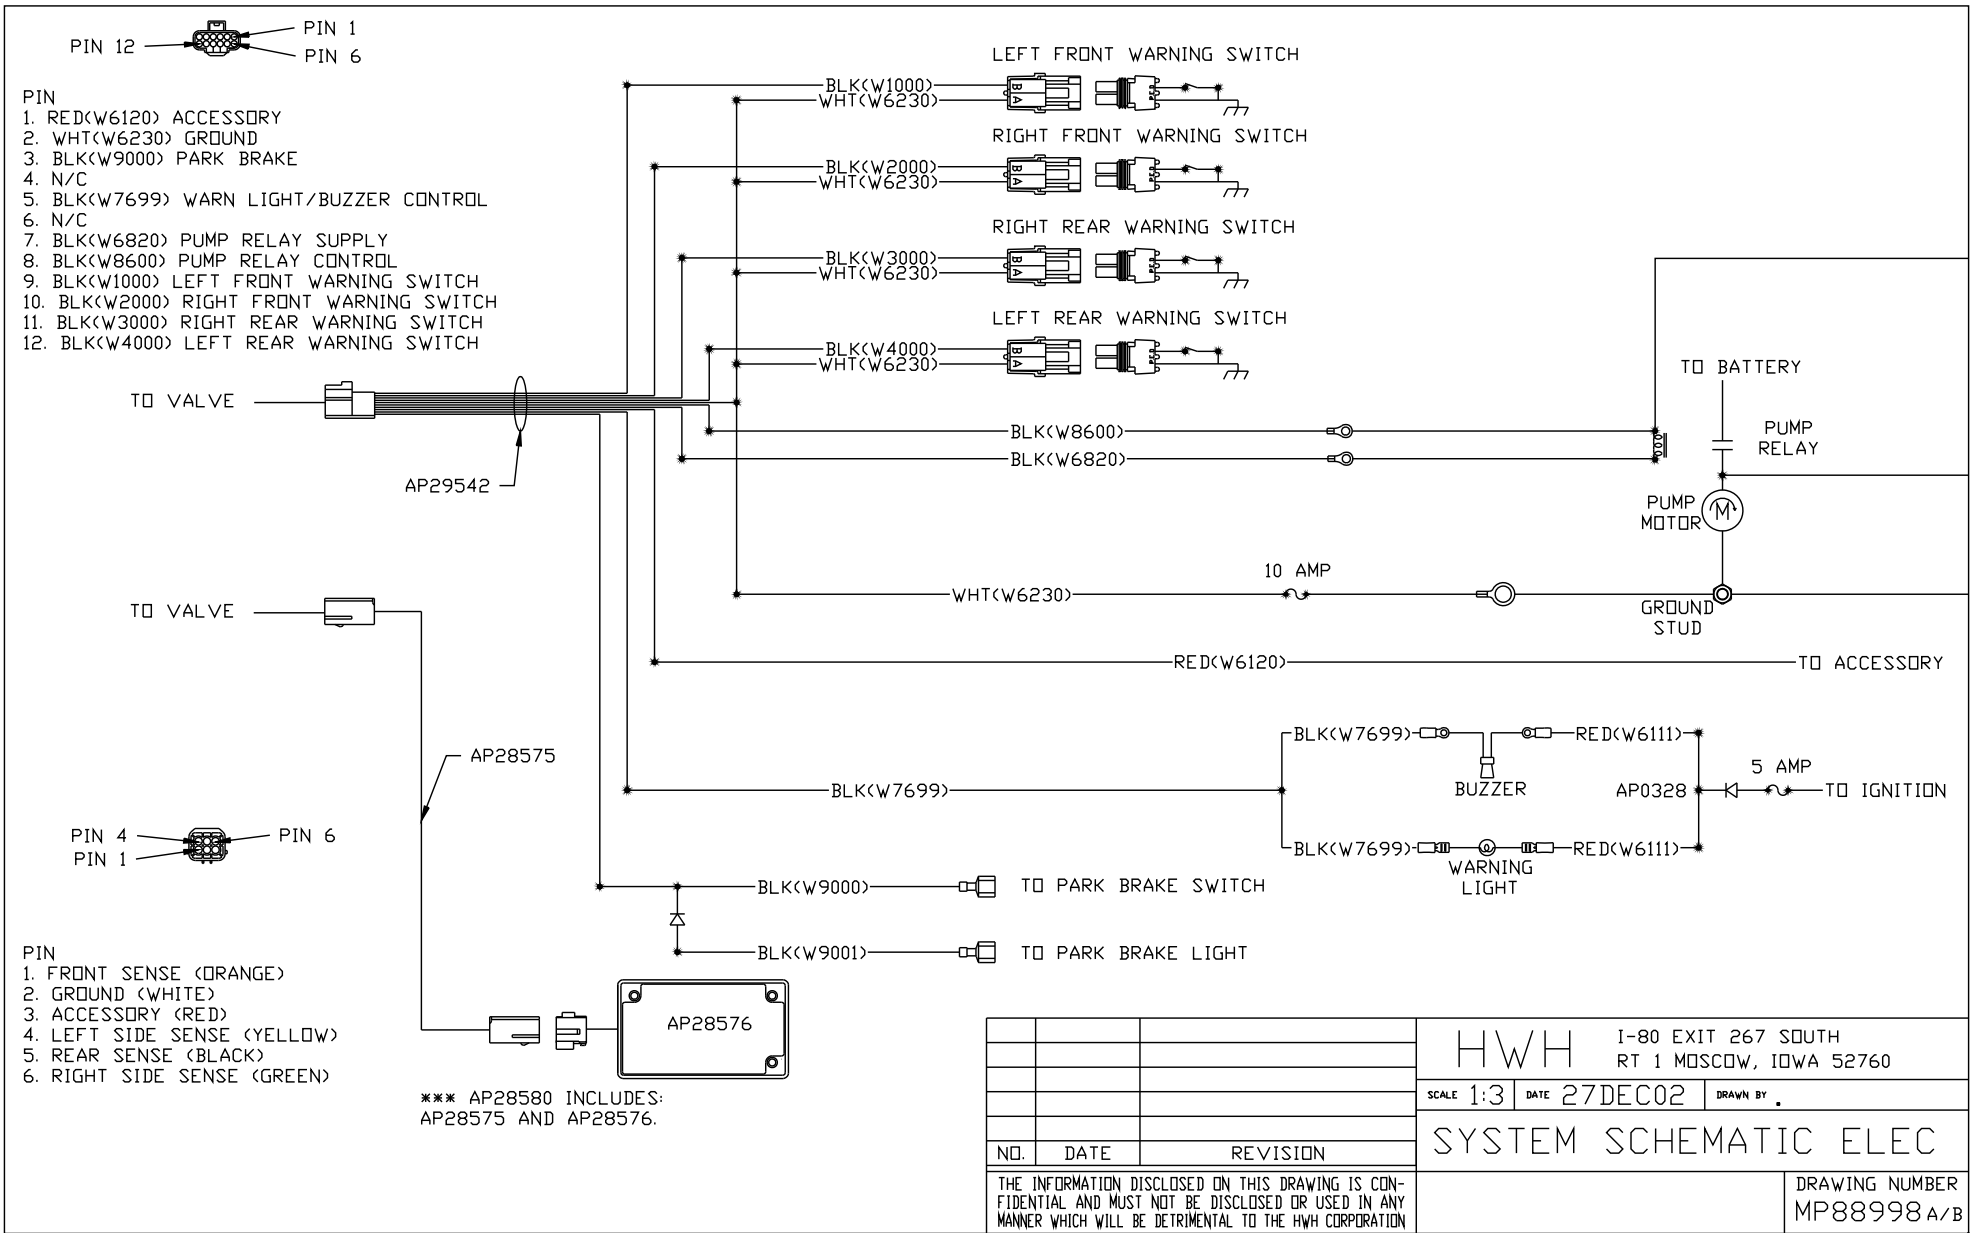 PIN 12
PIN 1
PIN 6
PIN
1. RED(W6120) ACCESSORY
2. WHT(W6230) GROUND
3. BLK(W9000) PARK BRAKE
4. N/C
5. BLK(W7699) WARN LIGHT/BUZZER CONTROL
6. N/C
7. BLK(W6820) PUMP RELAY SUPPLY
8. BLK(W8600) PUMP RELAY CONTROL
9. BLK(W1000) LEFT FRONT WARNING SWITCH
10. BLK(W2000) RIGHT FRONT WARNING SWITCH
11. BLK(W3000) RIGHT REAR WARNING SWITCH
12. BLK(W4000) LEFT REAR WARNING SWITCH
LEFT FRONT WARNING SWITCH
BLK(W1000)
WHT(W6230)
B
A
RIGHT FRONT WARNING SWITCH
BLK(W2000)
WHT(W6230)
B
A
RIGHT REAR WARNING SWITCH
BLK(W3000)
WHT(W6230)
B
A
LEFT REAR WARNING SWITCH
BLK(W4000)
WHT(W6230)
B
A
TO VALVE
AP29542
BLK(W8600)
BLK(W6820)
TO BATTERY
PUMP
RELAY
PUMP
MOTOR
M
10 AMP
WHT(W6230)
GROUND
STUD
TO VALVE
RED(W6120)
TO ACCESSORY
AP28575
BLK(W7699)
RED(W6111)
BUZZER
BLK(W7699)
AP0328
5 AMP
TO IGNITION
BLK(W7699)
RED(W6111)
WARNING
LIGHT
PIN 4
PIN 1
PIN 6
BLK(W9000)
TO PARK BRAKE SWITCH
BLK(W9001)
TO PARK BRAKE LIGHT
PIN
1. FRONT SENSE (ORANGE)
2. GROUND (WHITE)
3. ACCESSORY (RED)
4. LEFT SIDE SENSE (YELLOW)
5. REAR SENSE (BLACK)
6. RIGHT SIDE SENSE (GREEN)
AP28576
*** AP28580 INCLUDES:
AP28575 AND AP28576.
NO. DATE REVISION
THE INFORMATION DISCLOSED ON THIS DRAWING IS CON-
FIDENTIAL AND MUST NOT BE DISCLOSED OR USED IN ANY
MANNER WHICH WILL BE DETRIMENTAL TO THE HWH CORPORATION
HWH
I-80 EXIT 267 SOUTH
RT 1 MOSCOW, IOWA 52760
SCALE 1:3 DATE 27DEC02 DRAWN BY .
SYSTEM SCHEMATIC ELEC
DRAWING NUMBER
MP88998 A/B